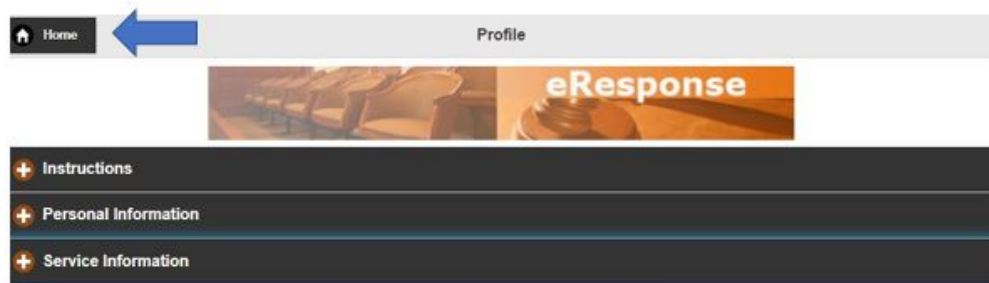 Home
Profile
eResponse
Instructions
Personal Information
Service Information